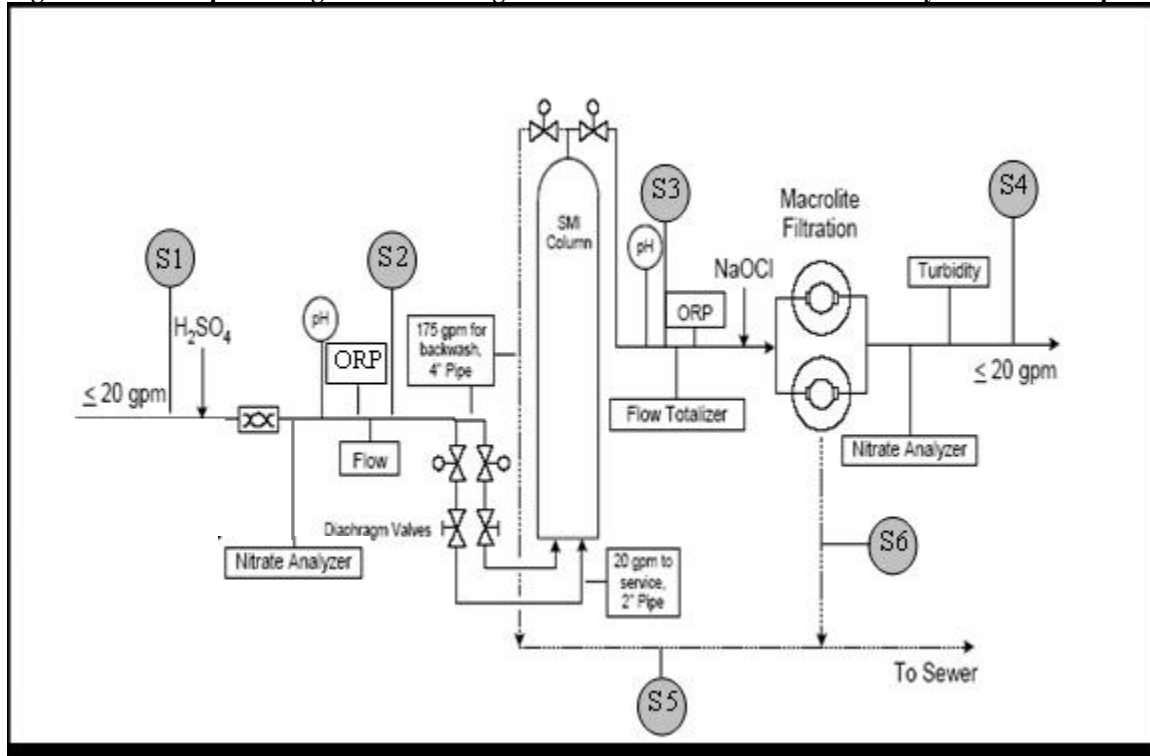 S1
H₂SO₄
≤ 20 gpm
pH
ORP
S2
Flow
Nitrate Analyzer
175 gpm for
backwash,
4" Pipe
Diaphragm Valves
SMI
Column
20 gpm to
service,
2" Pipe
S3
pH
ORP
NaOCl
Flow Totalizer
Macrolite
Filtration
Turbidity
S4
≤ 20 gpm
Nitrate Analyzer
S6
To Sewer
S5